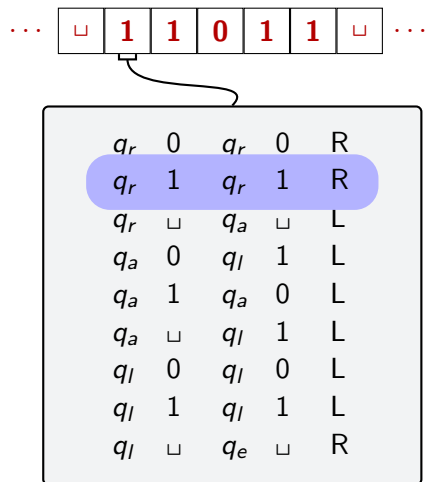 ··· ␣ 1 1 0 1 1 ␣ ···
q_r 0 q_r 0 R
q_r 1 q_r 1 R
q_r ␣ q_a ␣ L
q_a 0 q_l 1 L
q_a 1 q_a 0 L
q_a ␣ q_l 1 L
q_l 0 q_l 0 L
q_l 1 q_l 1 L
q_l ␣ q_e ␣ R